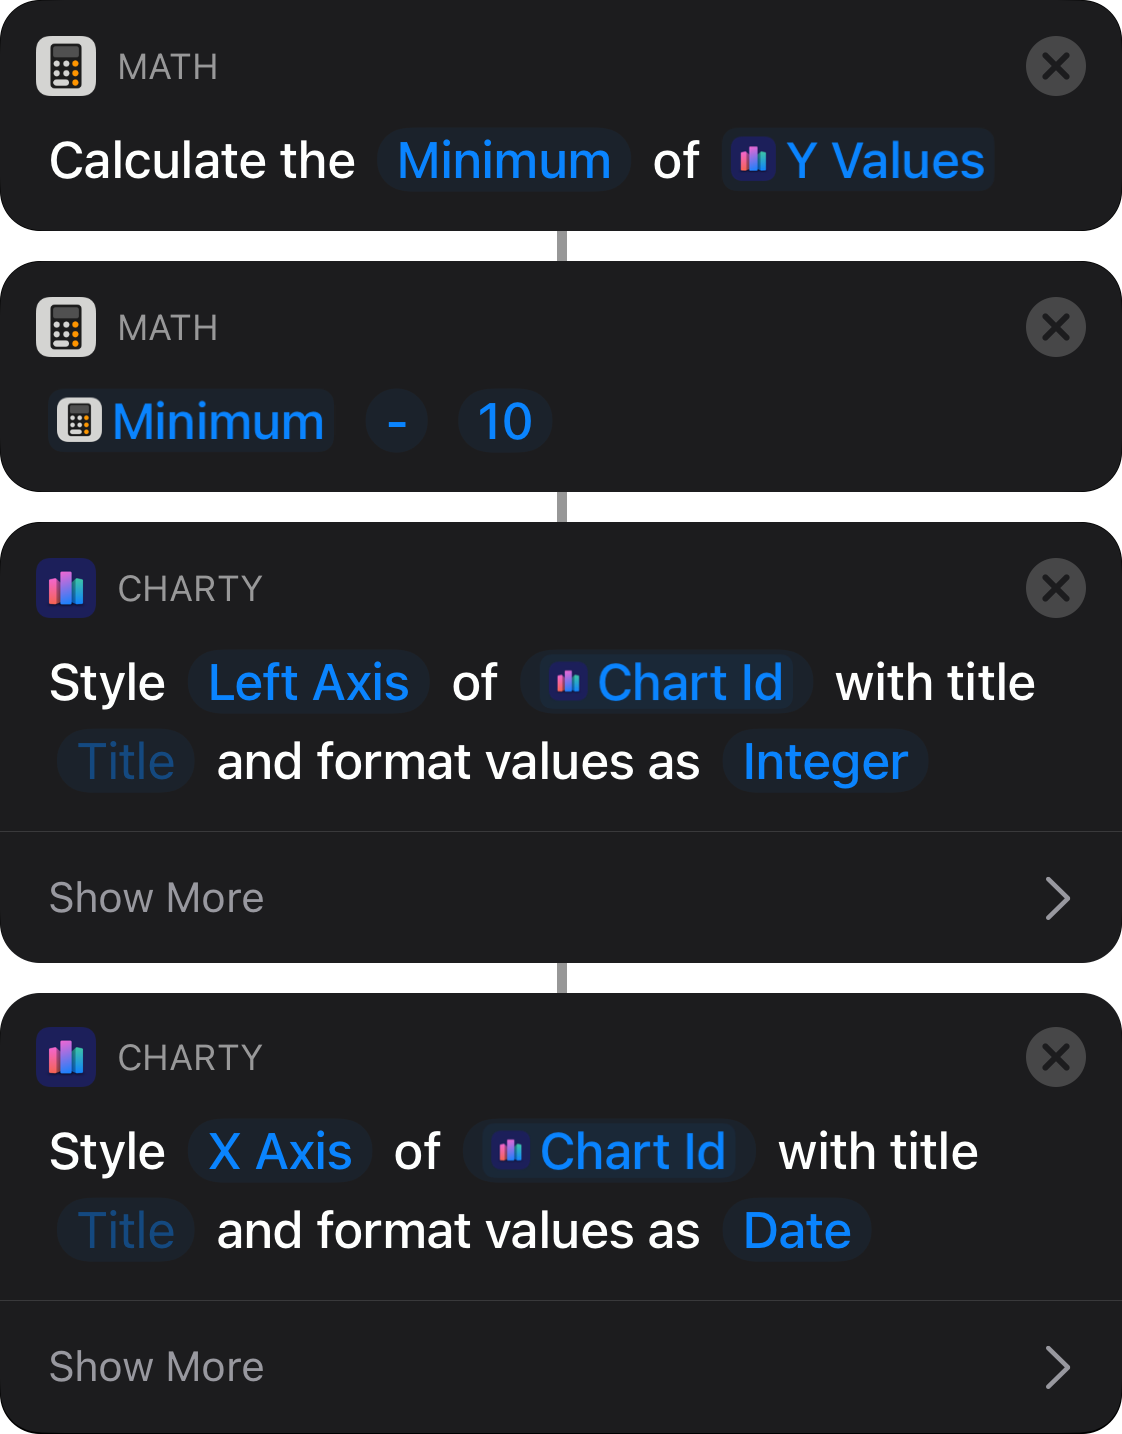 MATH
Calculate the Minimum of Y Values
MATH
Minimum - 10
CHARTY
Style Left Axis of Chart Id with title
Title and format values as Integer
Show More
CHARTY
Style X Axis of Chart Id with title
Title and format values as Date
Show More